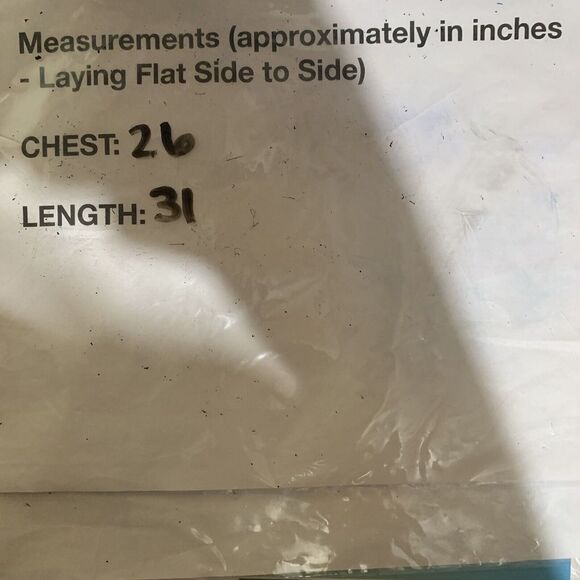 Measurements (approximately in inches
- Laying Flat Side to Side)
CHEST: 26
LENGTH: 31